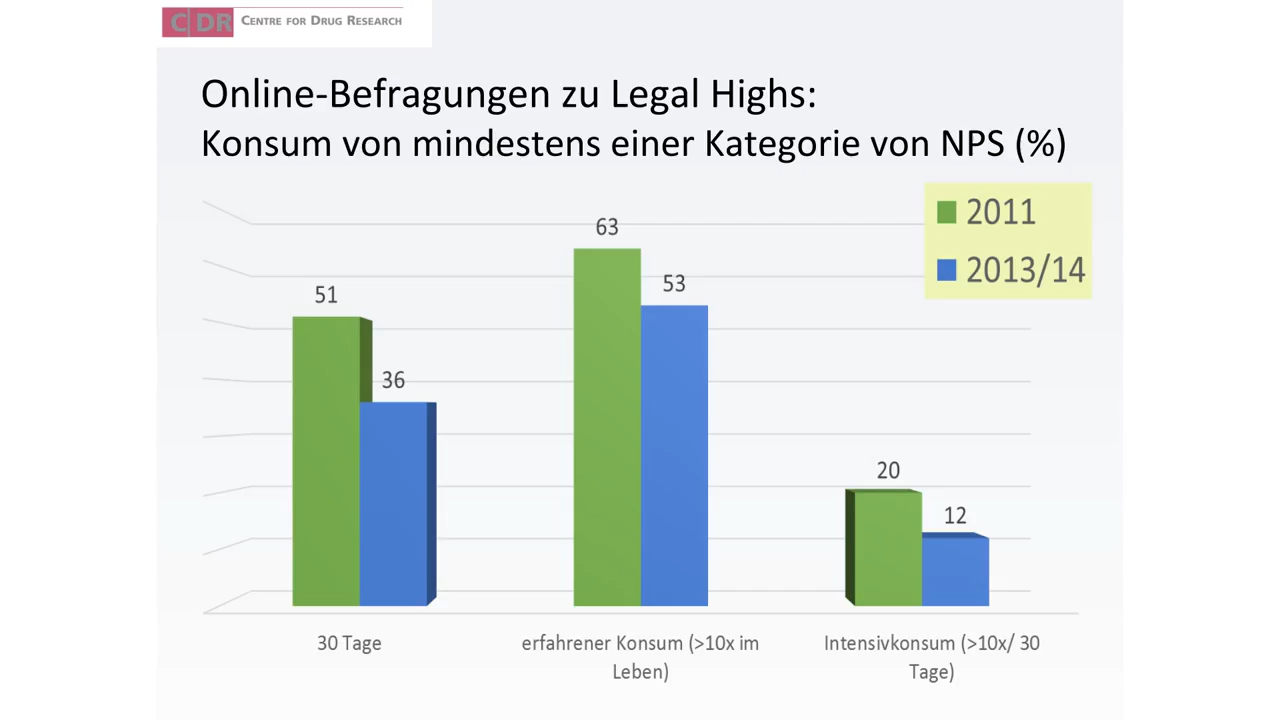 CDR CENTRE FOR DRUG RESEARCH
Online-Befragungen zu Legal Highs:
Konsum von mindestens einer Kategorie von NPS (%)
2011
2013/14
63
53
51
36
20
12
30 Tage
erfahrener Konsum (>10x im
Leben)
Intensivkonsum (>10x/ 30
Tage)